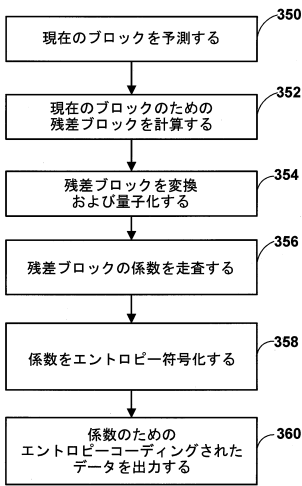 現在のブロックを予測する
350
現在のブロックのための
残差ブロックを計算する
352
残差ブロックを変換
および量子化する
354
残差ブロックの係数を走査する
356
係数をエントロピー符号化する
358
係数のための
エントロピーコーディングされた
データを出力する
360